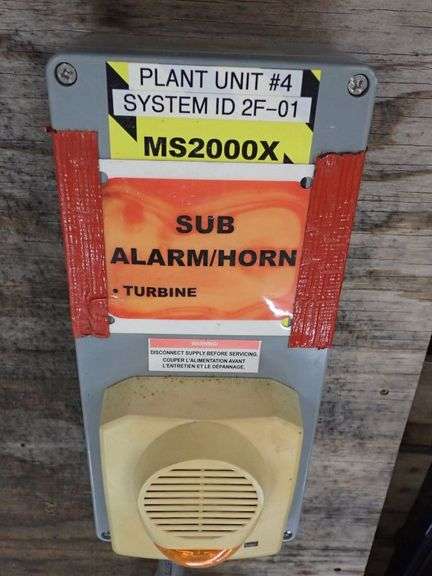 PLANT UNIT #4
SYSTEM ID 2F-01
MS2000X
SUB
ALARM/HORN
• TURBINE
WARNING
DISCONNECT SUPPLY BEFORE SERVICING.
COUPER L'ALIMENTATION AVANT
L'ENTRETIEN ET LE DÉPANNAGE.